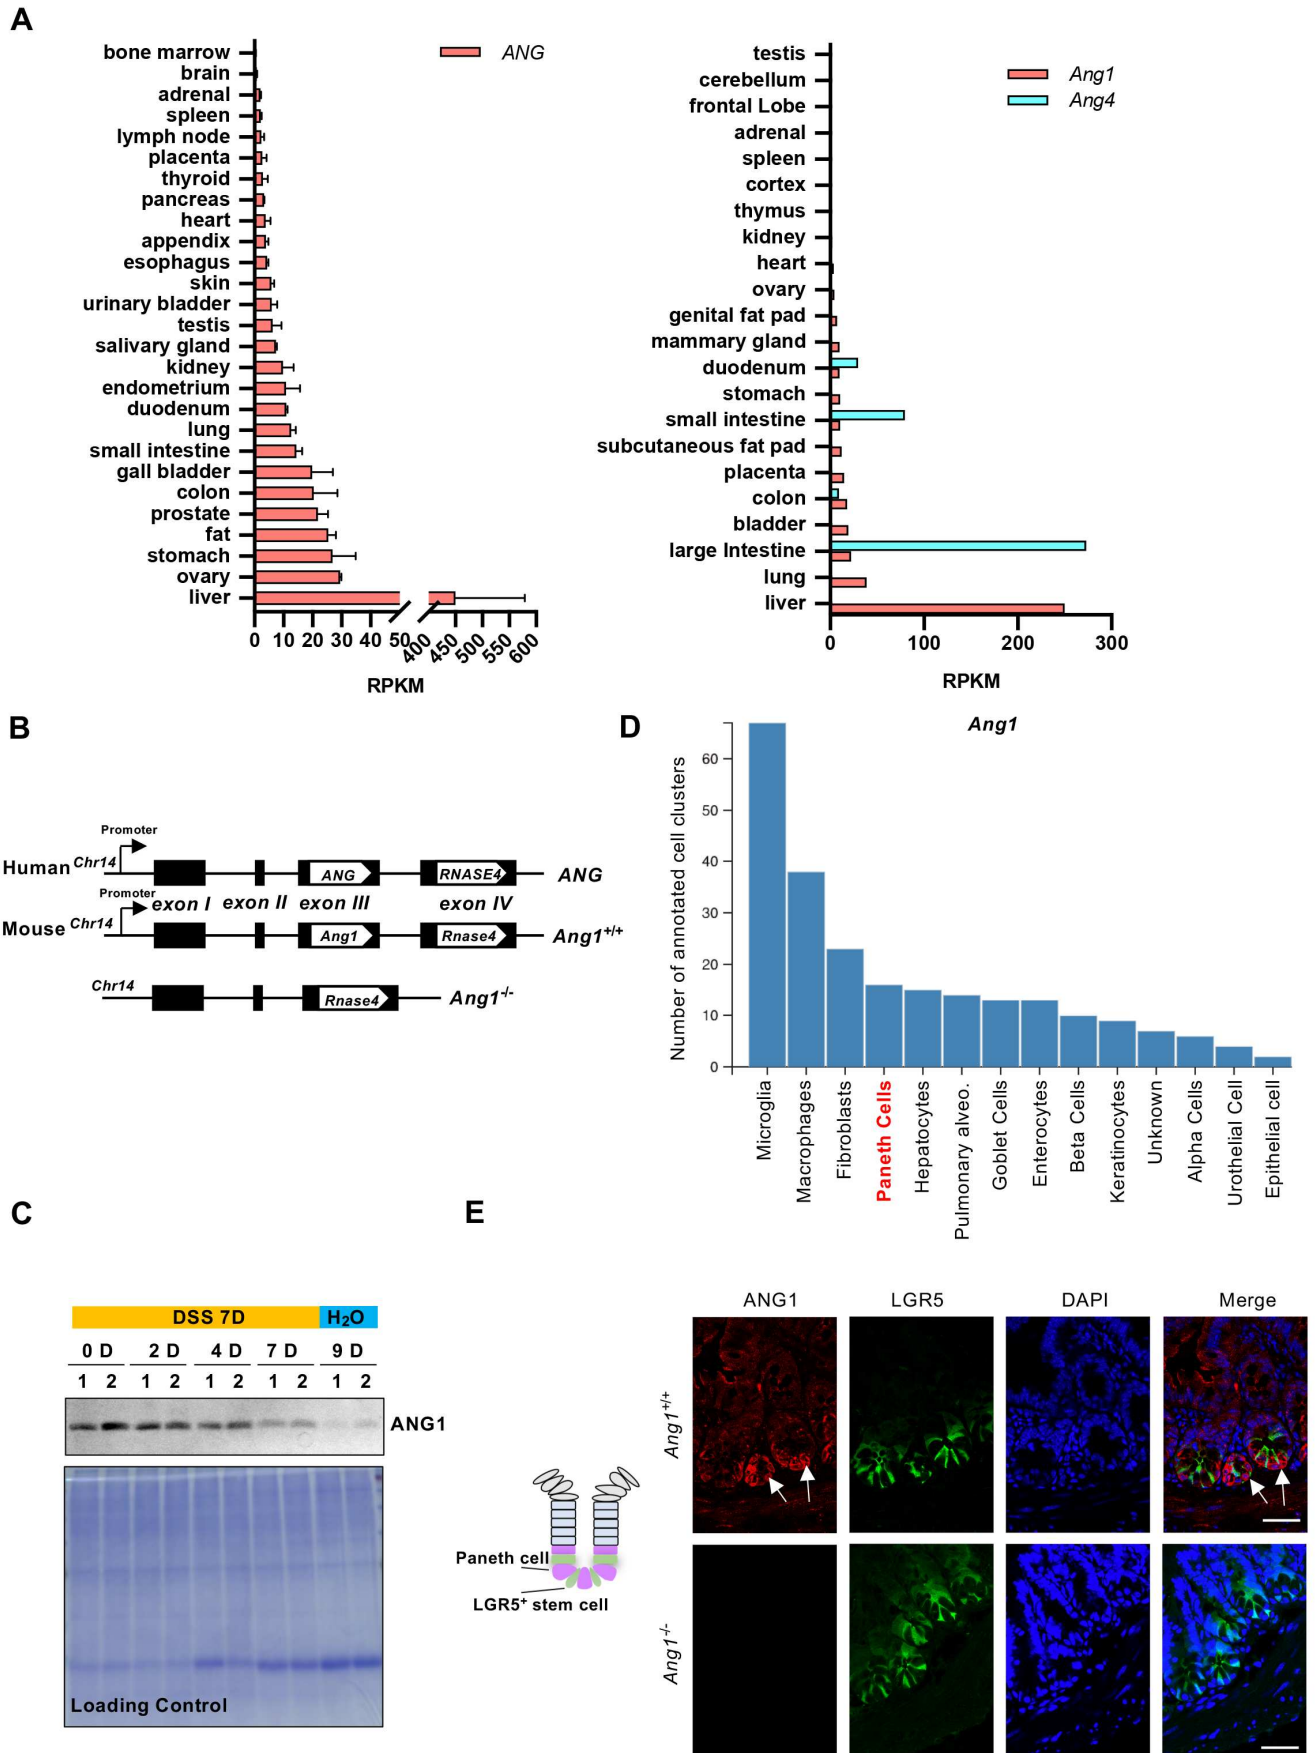 A
bone marrow
brain
adrenal
spleen
lymph node
placenta
thyroid
pancreas
heart
appendix
esophagus
skin
urinary bladder
testis
salivary gland
kidney
endometrium
duodenum
lung
small intestine
gall bladder
colon
prostate
fat
stomach
ovary
liver
0 10 20 30 40 50 400 450 500 550 600
RPKM
ANG
testis
cerebellum
frontal Lobe
adrenal
spleen
cortex
thymus
kidney
heart
ovary
genital fat pad
mammary gland
duodenum
stomach
small intestine
subcutaneous fat pad
placenta
colon
bladder
large Intestine
lung
liver
0 100 200 300
RPKM
Ang1
Ang4
B
Promoter
Human Chr14 ANG RNASE4 ANG
Promoter exon I exon II exon III exon IV
Mouse Chr14 Ang1 Rnase4 Ang1+/+
Chr14 Rnase4 Ang1-/-
D
Ang1
Number of annotated cell clusters
60
50
40
30
20
10
0
Microglia
Macrophages
Fibroblasts
Paneth Cells
Hepatocytes
Pulmonary alveo.
Goblet Cells
Enterocytes
Beta Cells
Keratinocytes
Unknown
Alpha Cells
Urothelial Cell
Epithelial cell
C
DSS 7D H2O
0 D 2 D 4 D 7 D 9 D
1 2 1 2 1 2 1 2 1 2
ANG1
Loading Control
E
Paneth cell
LGR5+ stem cell
ANG1 LGR5 DAPI Merge
Ang1+/+
Ang1-/-